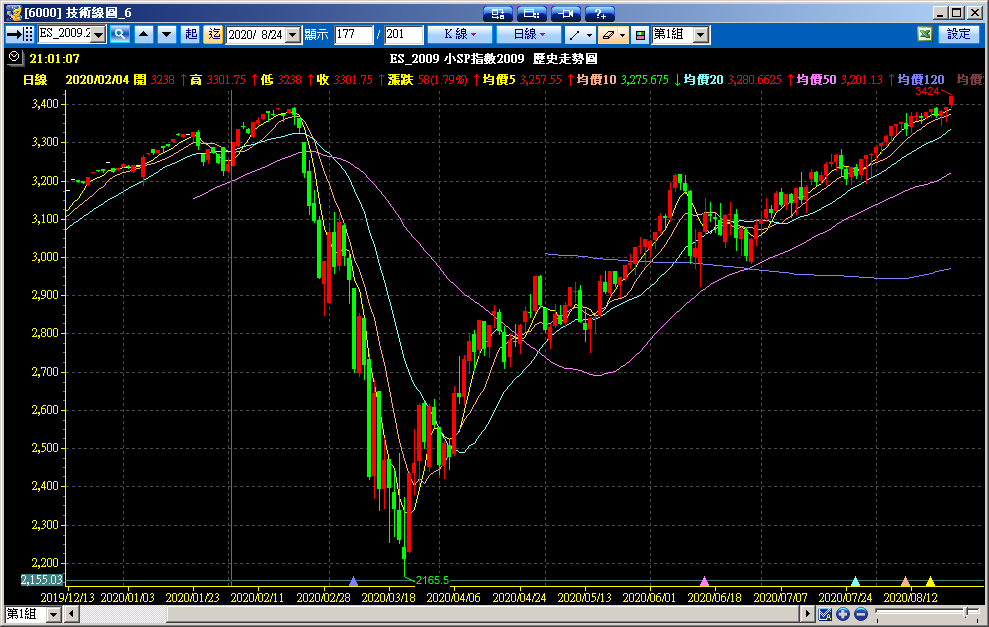 [6000] 技術線圖_6
ES_2009.2 起 迄 2020/ 8/24 顯示 177 / 201 K 線 日線 第1組 設定
21:01:07 ES_2009 小SP指數2009 歷史走勢圖
日線 2020/02/04 開 3238 ↑ 高 3301.75 ↑ 低 3238 ↑ 收 3301.75 ↑ 漲跌 58(1.79%) ↑ 均價5 3,257.55 ↑ 均價10 3,275.675 ↓ 均價20 3,280.6625 ↑ 均價50 3,201.13 ↑ 均價120 均價
3424
3,400
3,300
3,200
3,100
3,000
2,900
2,800
2,700
2,600
2,500
2,400
2,300
2,200
2,155.03
2165.5
2019/12/13 2020/01/03 2020/01/23 2020/02/11 2020/02/28 2020/03/18 2020/04/06 2020/04/24 2020/05/13 2020/06/01 2020/06/18 2020/07/07 2020/07/24 2020/08/12
第1組